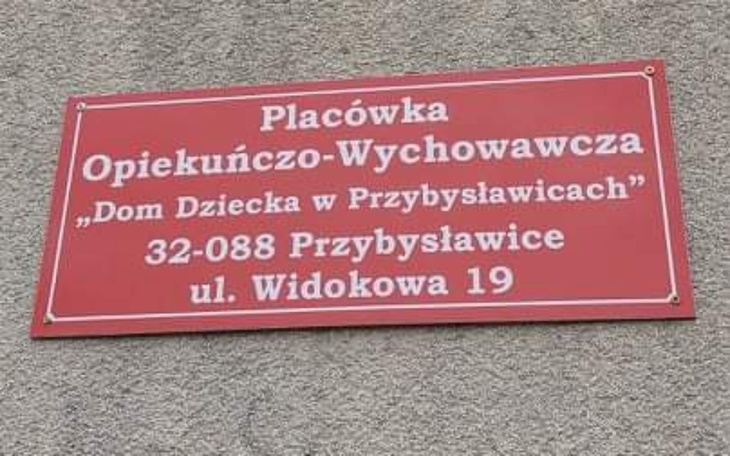 Placówka
Opiekuńczo-Wychowawcza
„Dom Dziecka w Przybysławicach”
32-088 Przybysławice
ul. Widokowa 19